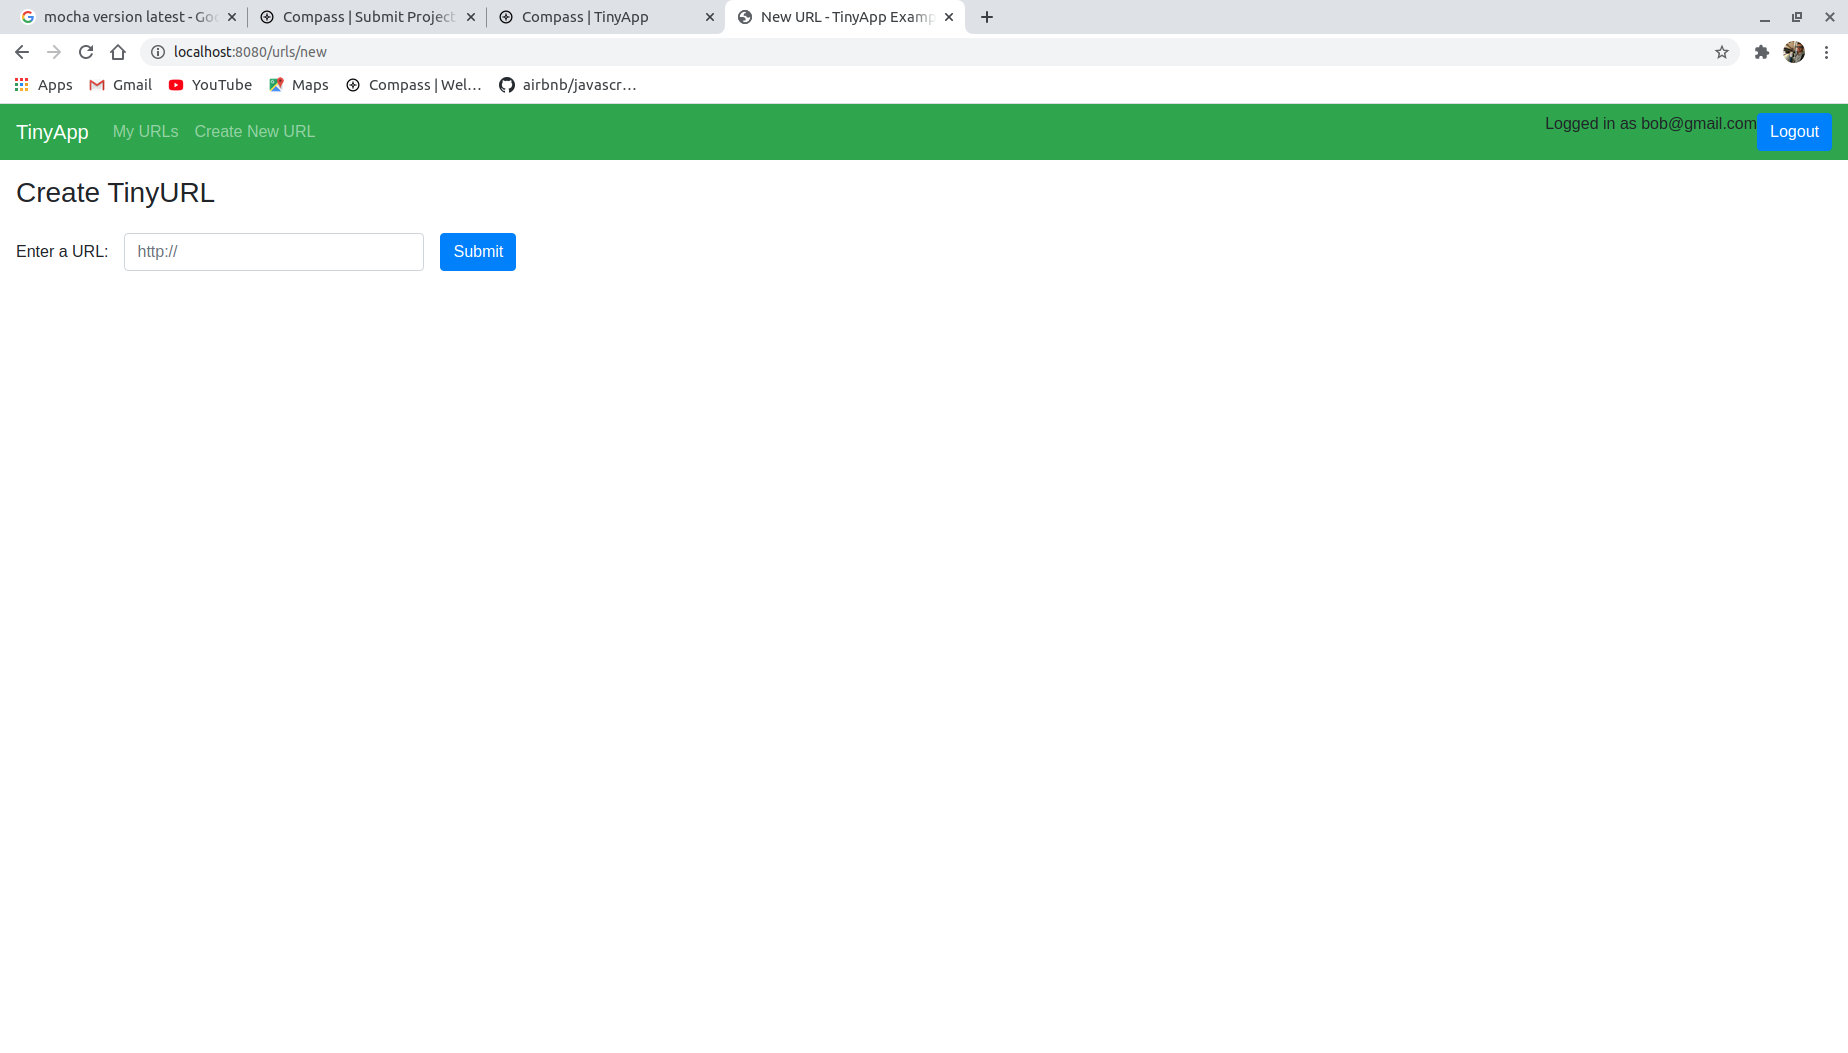 mocha version latest - Goo
Compass | Submit Project
Compass | TinyApp
New URL - TinyApp Examp
localhost:8080/urls/new
Apps Gmail YouTube Maps Compass | Wel... airbnb/javascr...
TinyApp My URLs Create New URL Logged in as bob@gmail.com Logout
Create TinyURL
Enter a URL: http:// Submit